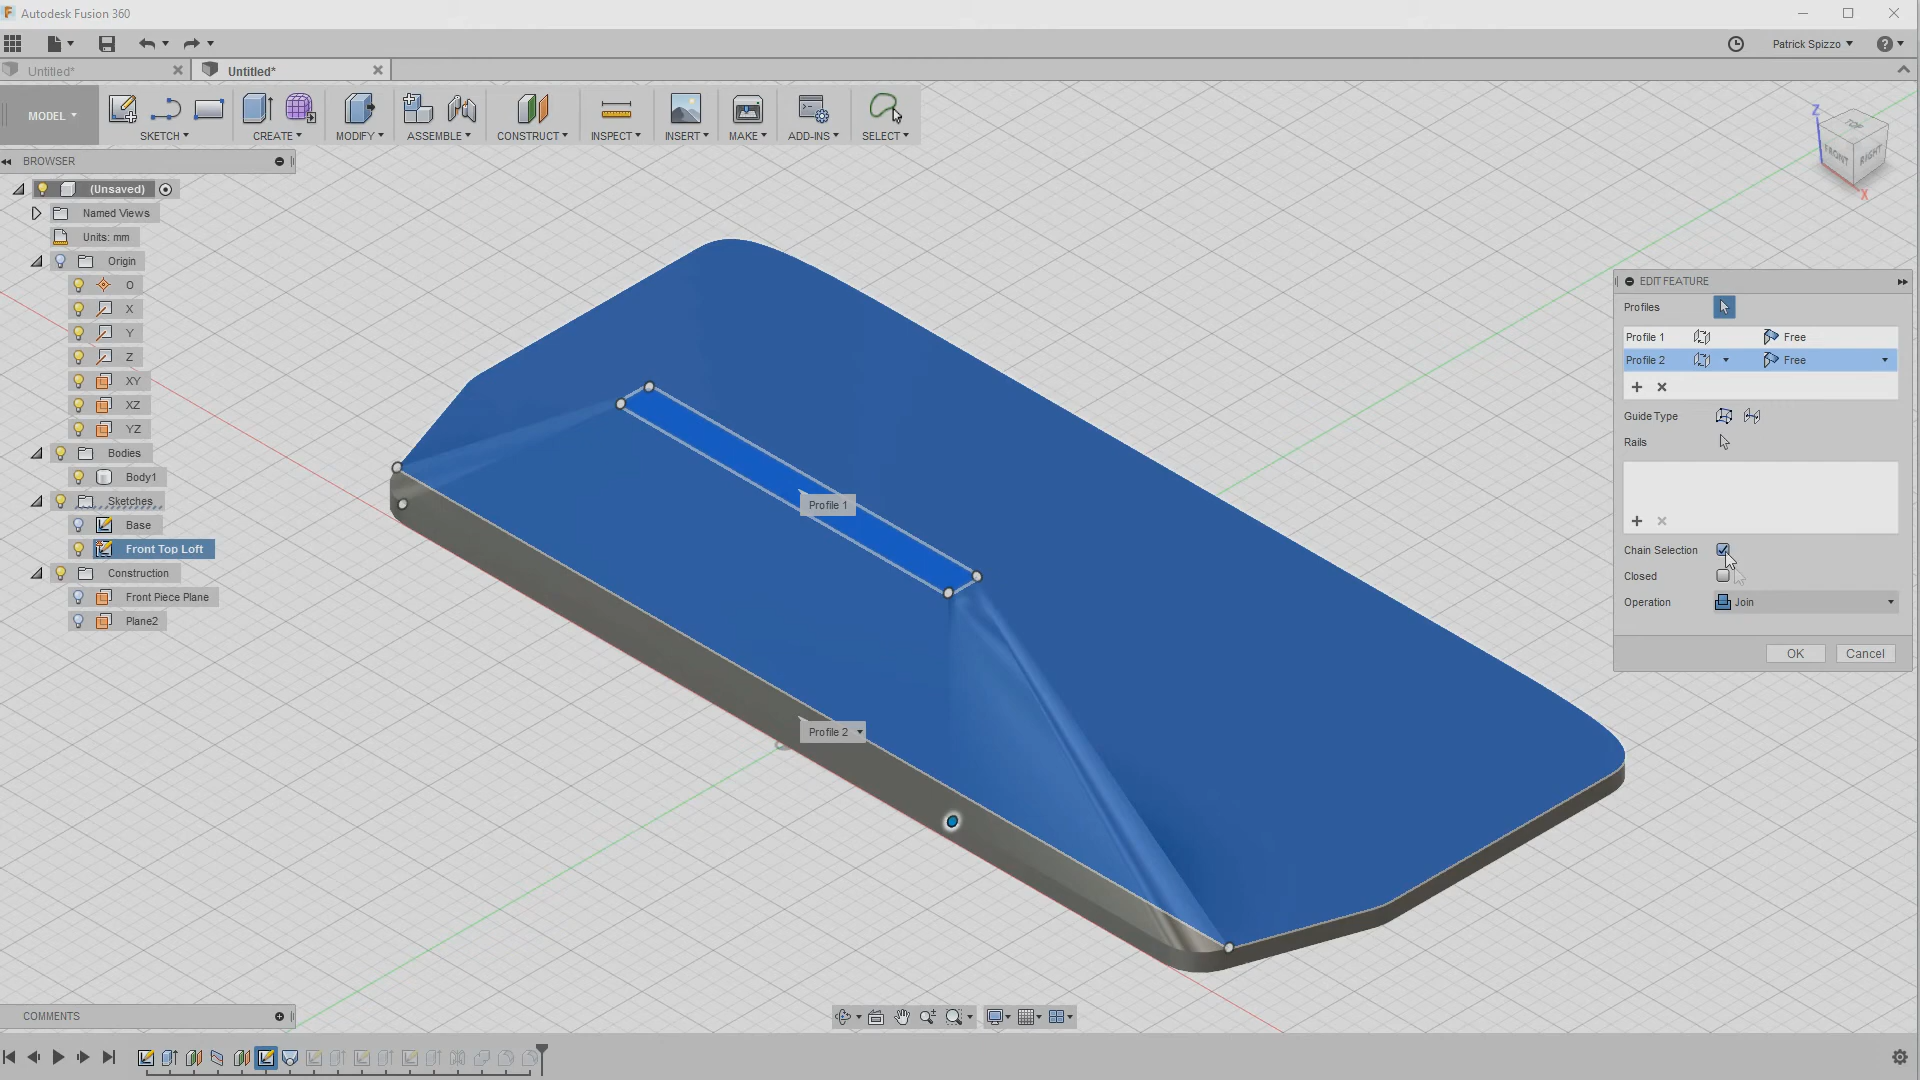 Autodesk Fusion 360
Patrick Spizzo
Untitled*
Untitled*
MODEL
SKETCH
CREATE
MODIFY
ASSEMBLE
CONSTRUCT
INSPECT
INSERT
MAKE
ADD-INS
SELECT
BROWSER
(Unsaved)
Named Views
Units: mm
Origin
O
X
Y
Z
XY
XZ
YZ
Bodies
Body1
Sketches
Base
Front Top Loft
Construction
Front Piece Plane
Plane2
Z
TOP
FRONT
RIGHT
X
Profile 1
Profile 2
EDIT FEATURE
Profiles
Profile 1 Free
Profile 2 Free
Guide Type
Rails
Chain Selection
Closed
Operation Join
OK Cancel
COMMENTS